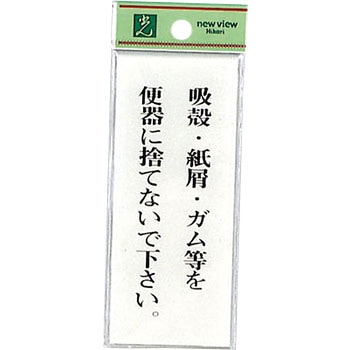 光
new view
Hikari
吸殻・紙屑・ガム等を
便器に捨てないで下さい。